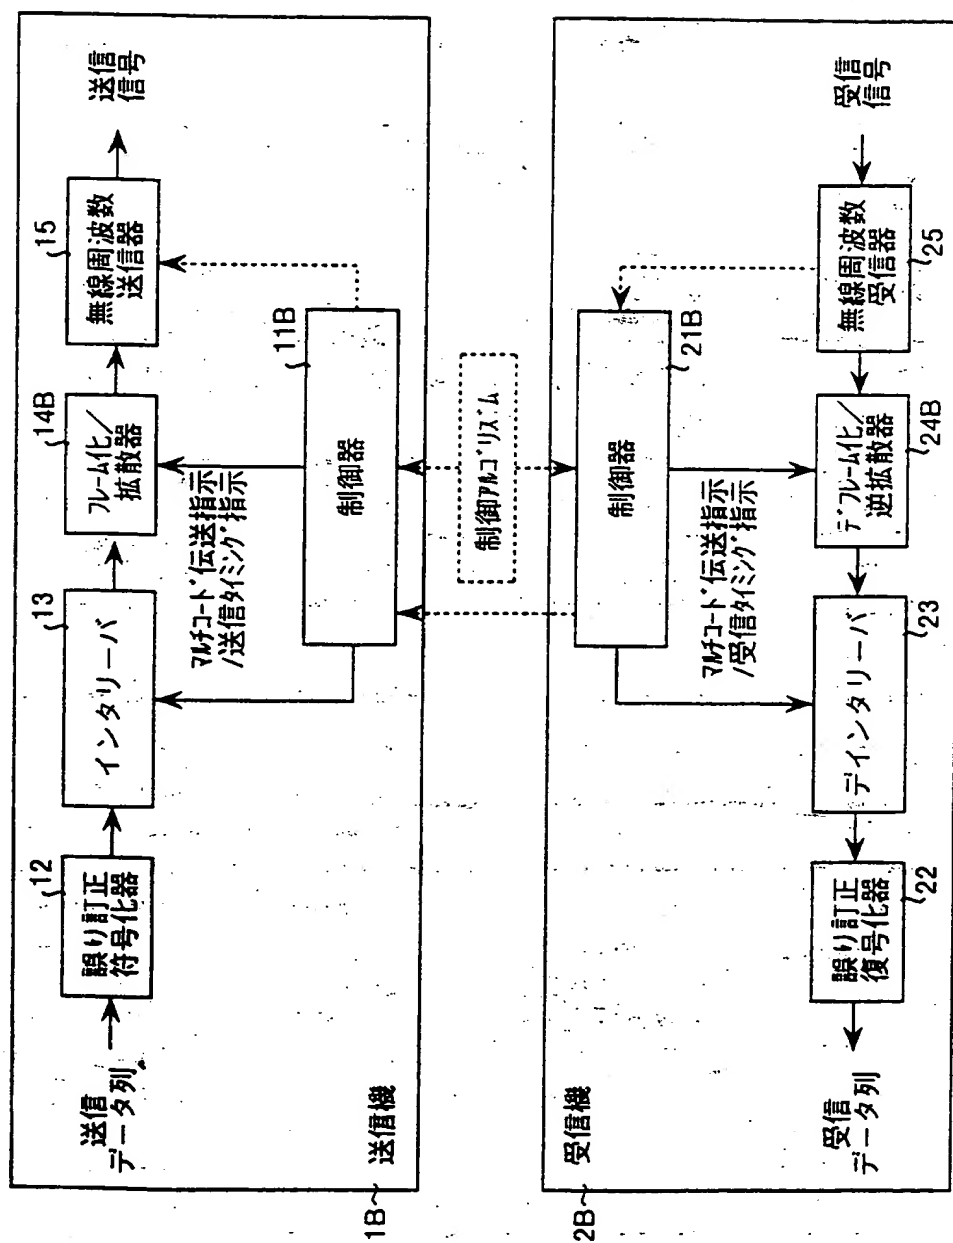 送信
データ列
12
誤り訂正
符号化器
13
インタリーバ
14B
フレーム化/
拡散器
15
無線周波数
送信器
送信
信号
マルチコード伝送指示
/送信タイミング指示
11B
制御器
1B
送信機
制御アルゴリズム
2B
受信機
21B
制御器
マルチコード伝送指示
/受信タイミング指示
受信
データ列
誤り訂正
復号化器
22
デインタリーバ
23
デフレーム化/
逆拡散器
24B
無線周波数
受信器
25
受信
信号